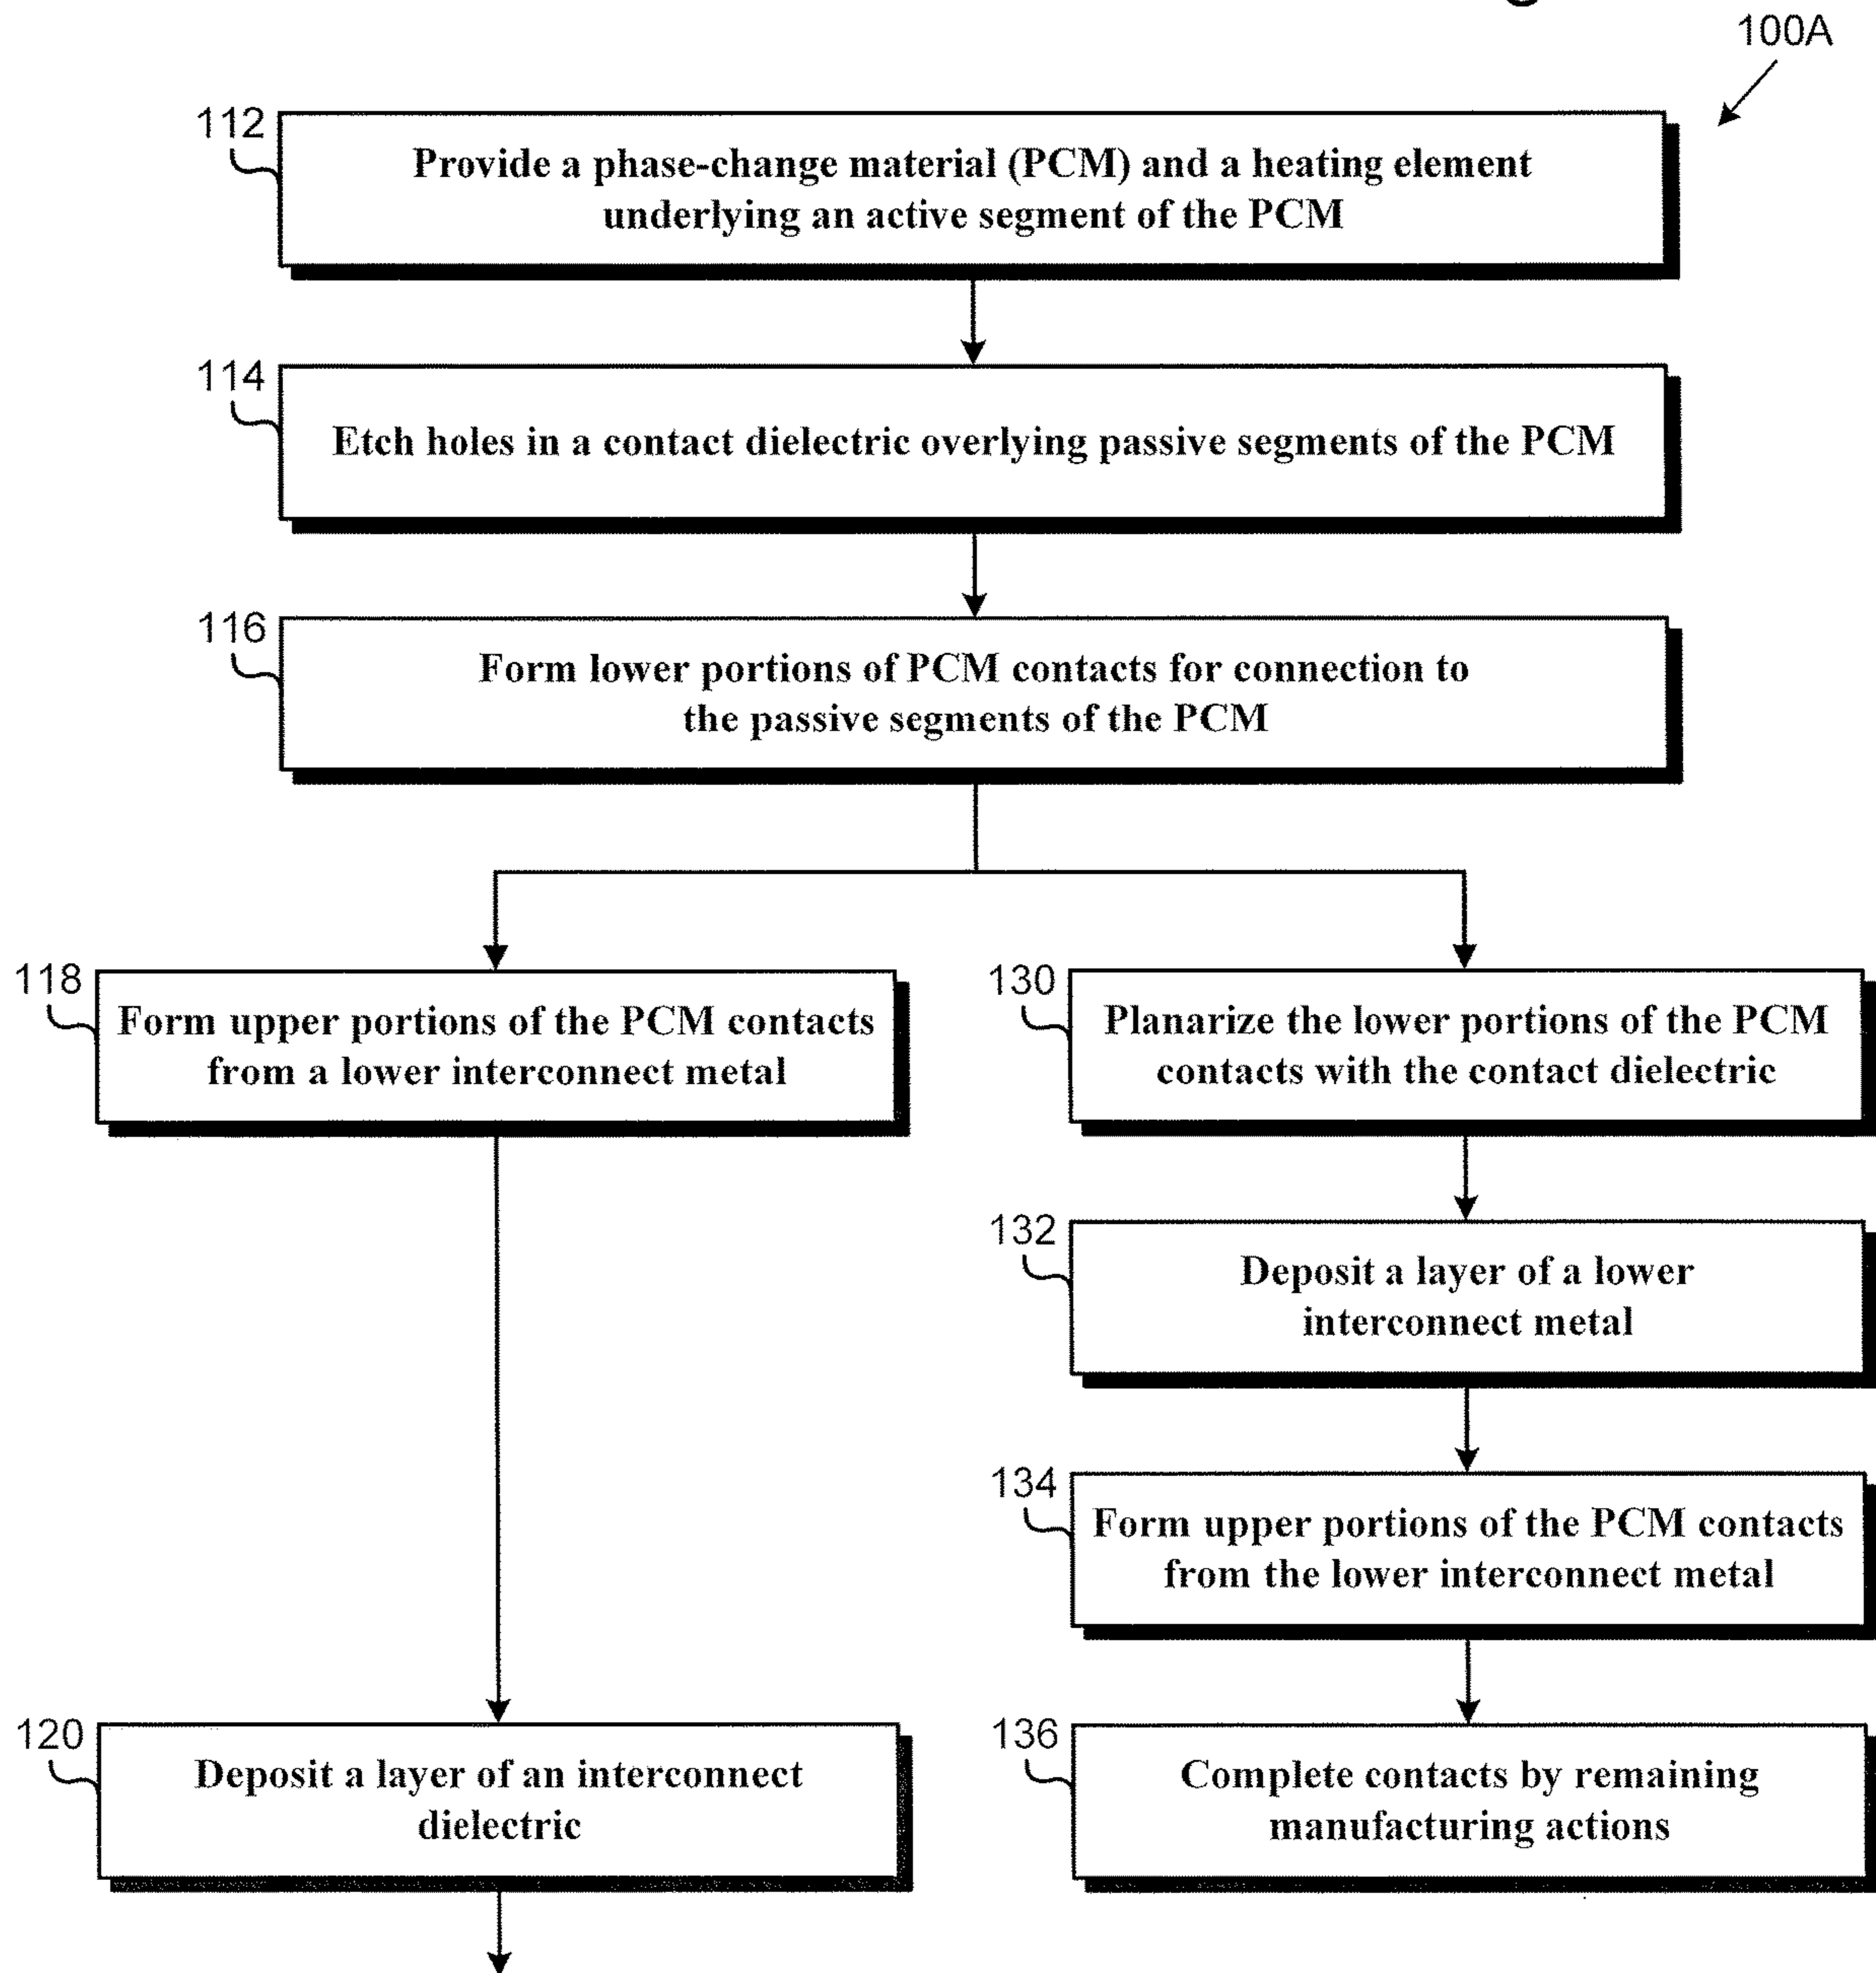 100A
112
Provide a phase-change material (PCM) and a heating element
underlying an active segment of the PCM
114
Etch holes in a contact dielectric overlying passive segments of the PCM
116
Form lower portions of PCM contacts for connection to
the passive segments of the PCM
118
Form upper portions of the PCM contacts
from a lower interconnect metal
130
Planarize the lower portions of the PCM
contacts with the contact dielectric
132
Deposit a layer of a lower
interconnect metal
134
Form upper portions of the PCM contacts
from the lower interconnect metal
120
Deposit a layer of an interconnect
dielectric
136
Complete contacts by remaining
manufacturing actions